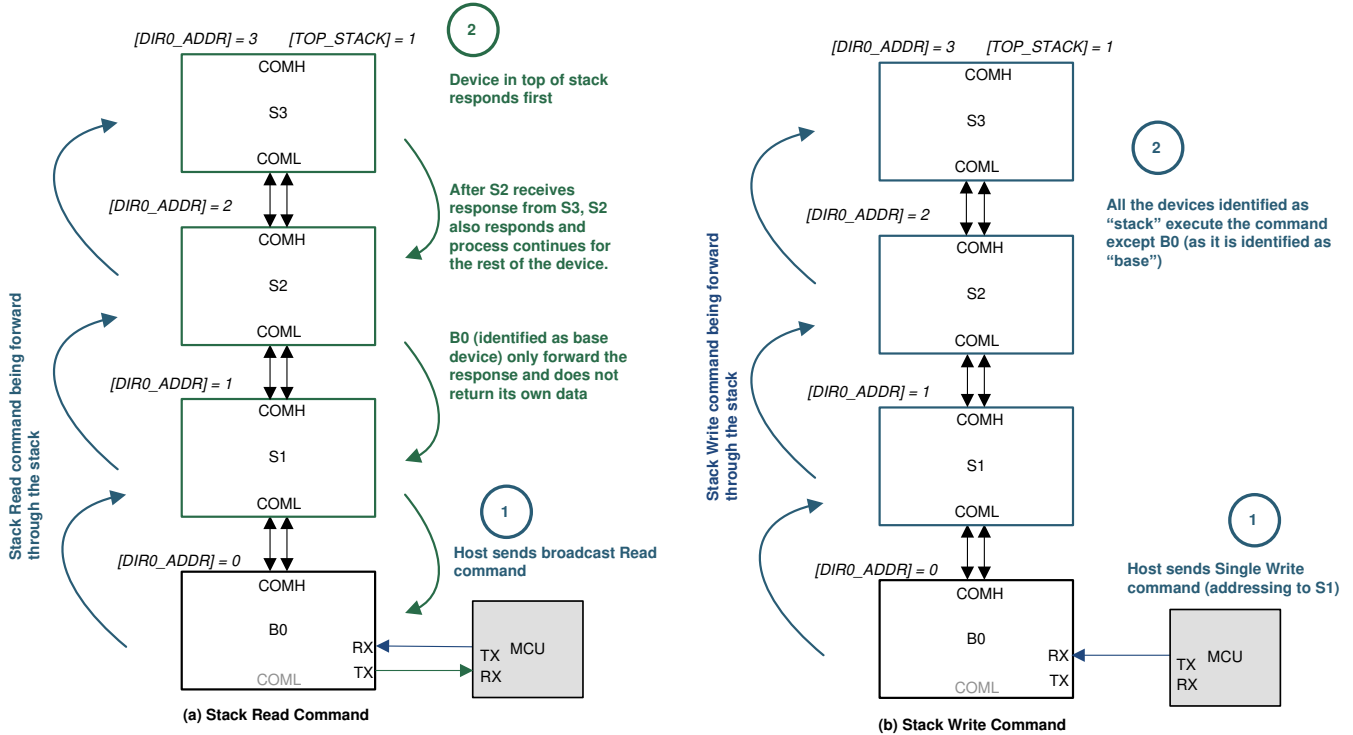 [DIR0_ADDR] = 3
[TOP_STACK] = 1
COMH
S3
COML
2
Device in top of stack
responds first
After S2 receives
response from S3, S2
also responds and
process continues for
the rest of the device.
[DIR0_ADDR] = 2
COMH
S2
COML
B0 (identified as base
device) only forward the
response and does not
return its own data
[DIR0_ADDR] = 1
COMH
S1
COML
1
Host sends broadcast Read
command
[DIR0_ADDR] = 0
COMH
B0
RX
TX
COML
TX
RX
MCU
Stack Read command being forward
through the stack
(a) Stack Read Command
[DIR0_ADDR] = 3
[TOP_STACK] = 1
COMH
S3
COML
2
All the devices identified as
“stack” execute the command
except B0 (as it is identified as
“base”)
[DIR0_ADDR] = 2
COMH
S2
COML
[DIR0_ADDR] = 1
COMH
S1
COML
1
Host sends Single Write
command (addressing to S1)
[DIR0_ADDR] = 0
COMH
B0
RX
TX
COML
TX
RX
MCU
Stack Write command being forward
through the stack
(b) Stack Write Command